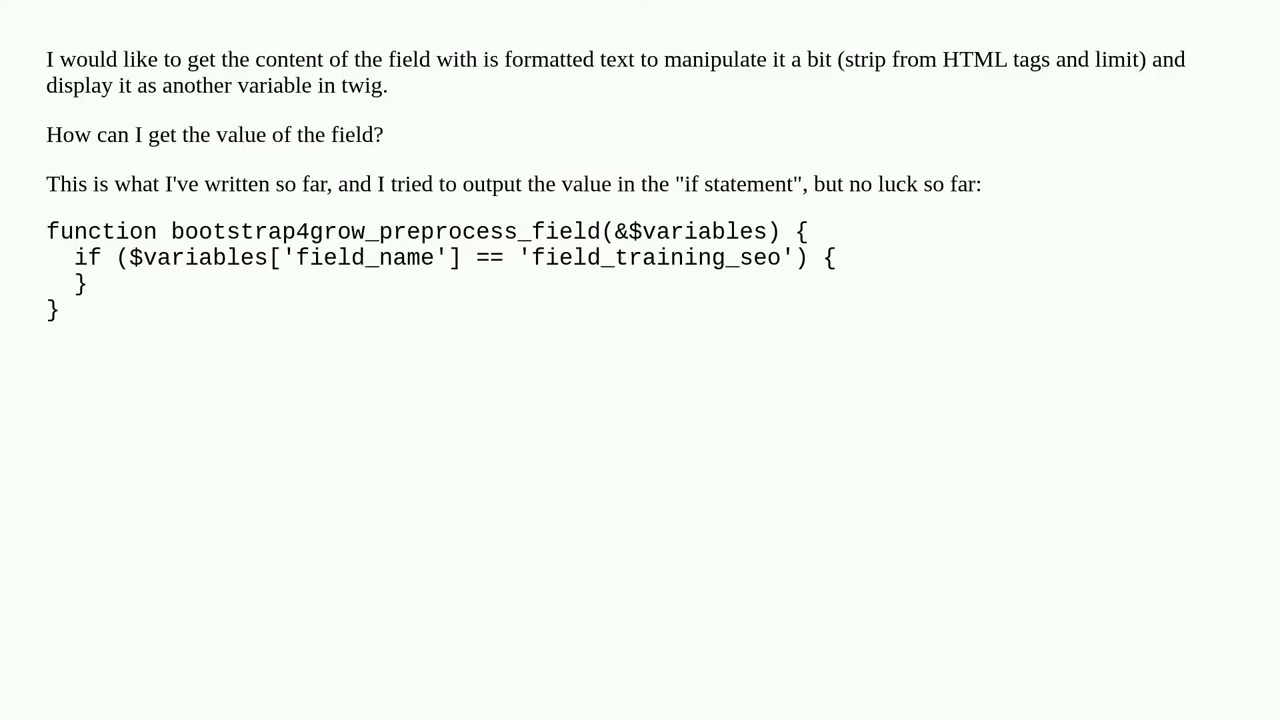 I would like to get the content of the field with is formatted text to manipulate it a bit (strip from HTML tags and limit) and
display it as another variable in twig.
How can I get the value of the field?
This is what I've written so far, and I tried to output the value in the "if statement", but no luck so far:
function bootstrap4grow_preprocess_field(&$variables) {
  if ($variables['field_name'] == 'field_training_seo') {
  }
}